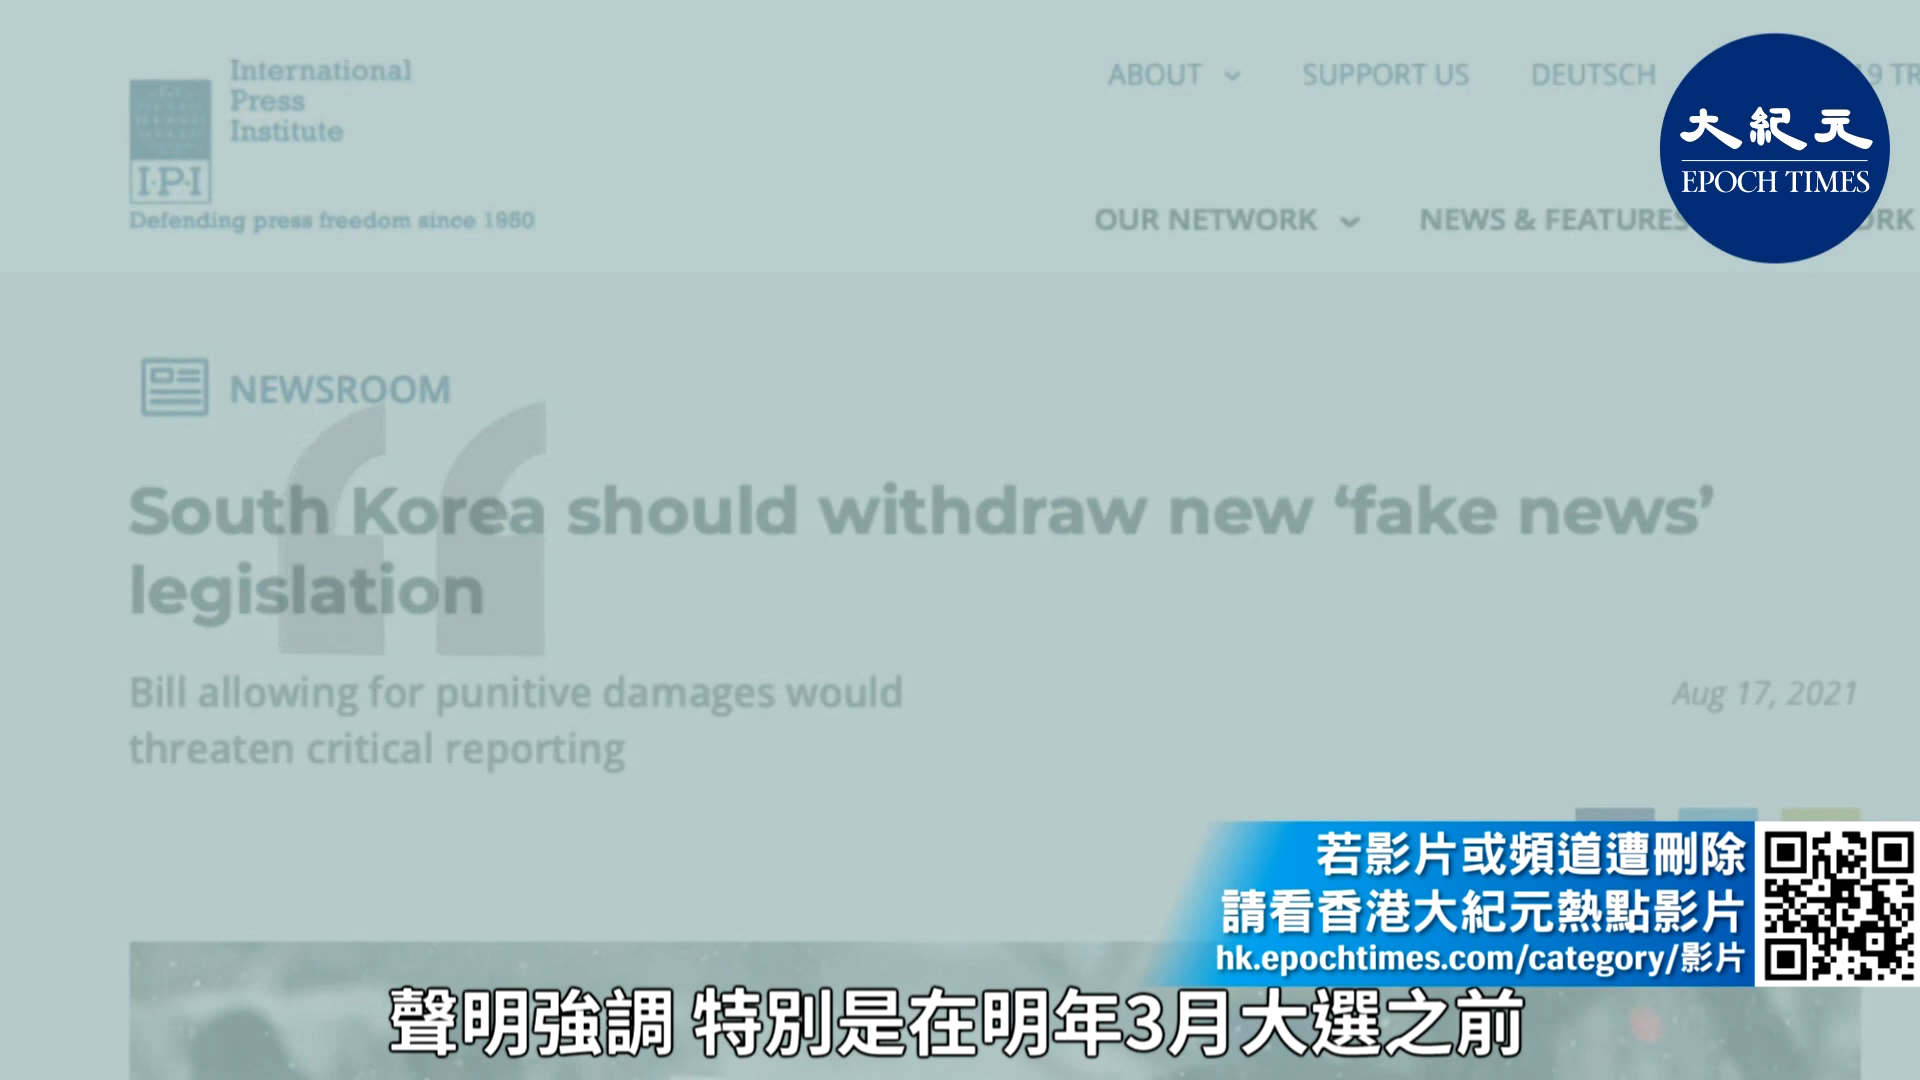 International
Press
Institute
I·P·I
Defending press freedom since 1950
ABOUT
SUPPORT US
DEUTSCH
9 TR
大紀元
EPOCH TIMES
OUR NETWORK
NEWS & FEATURES
ORK
NEWSROOM
South Korea should withdraw new ‘fake news’
legislation
Bill allowing for punitive damages would
threaten critical reporting
Aug 17, 2021
若影片或頻道遭刪除
請看香港大紀元熱點影片
hk.epochtimes.com/category/影片
聲明強調 特別是在明年3月大選之前